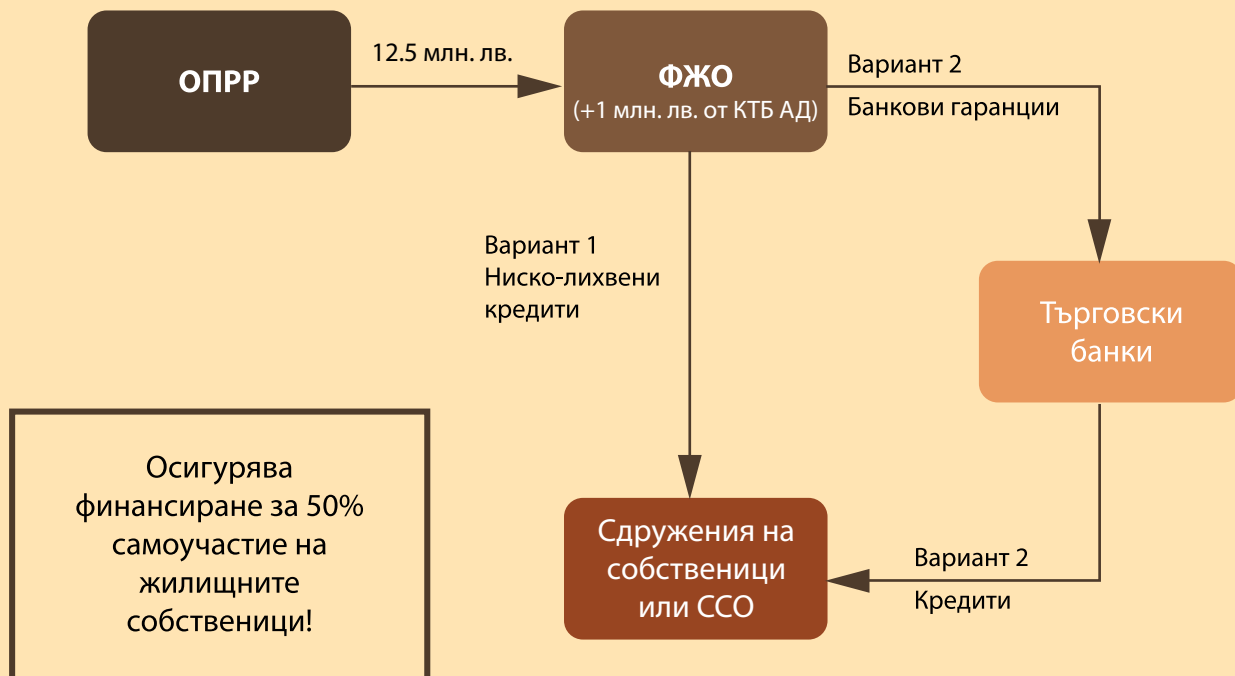 ОПРР
12.5 млн. лв.
ФЖО
(+1 млн. лв. от КТБ АД)
Вариант 2
Банкови гаранции
Вариант 1
Ниско-лихвени
кредити
Търговски
банки
Осигурява
финансиране за 50%
самоучастие на
жилищните
собственици!
Сдружения на
собственици
или ССО
Вариант 2
Кредити